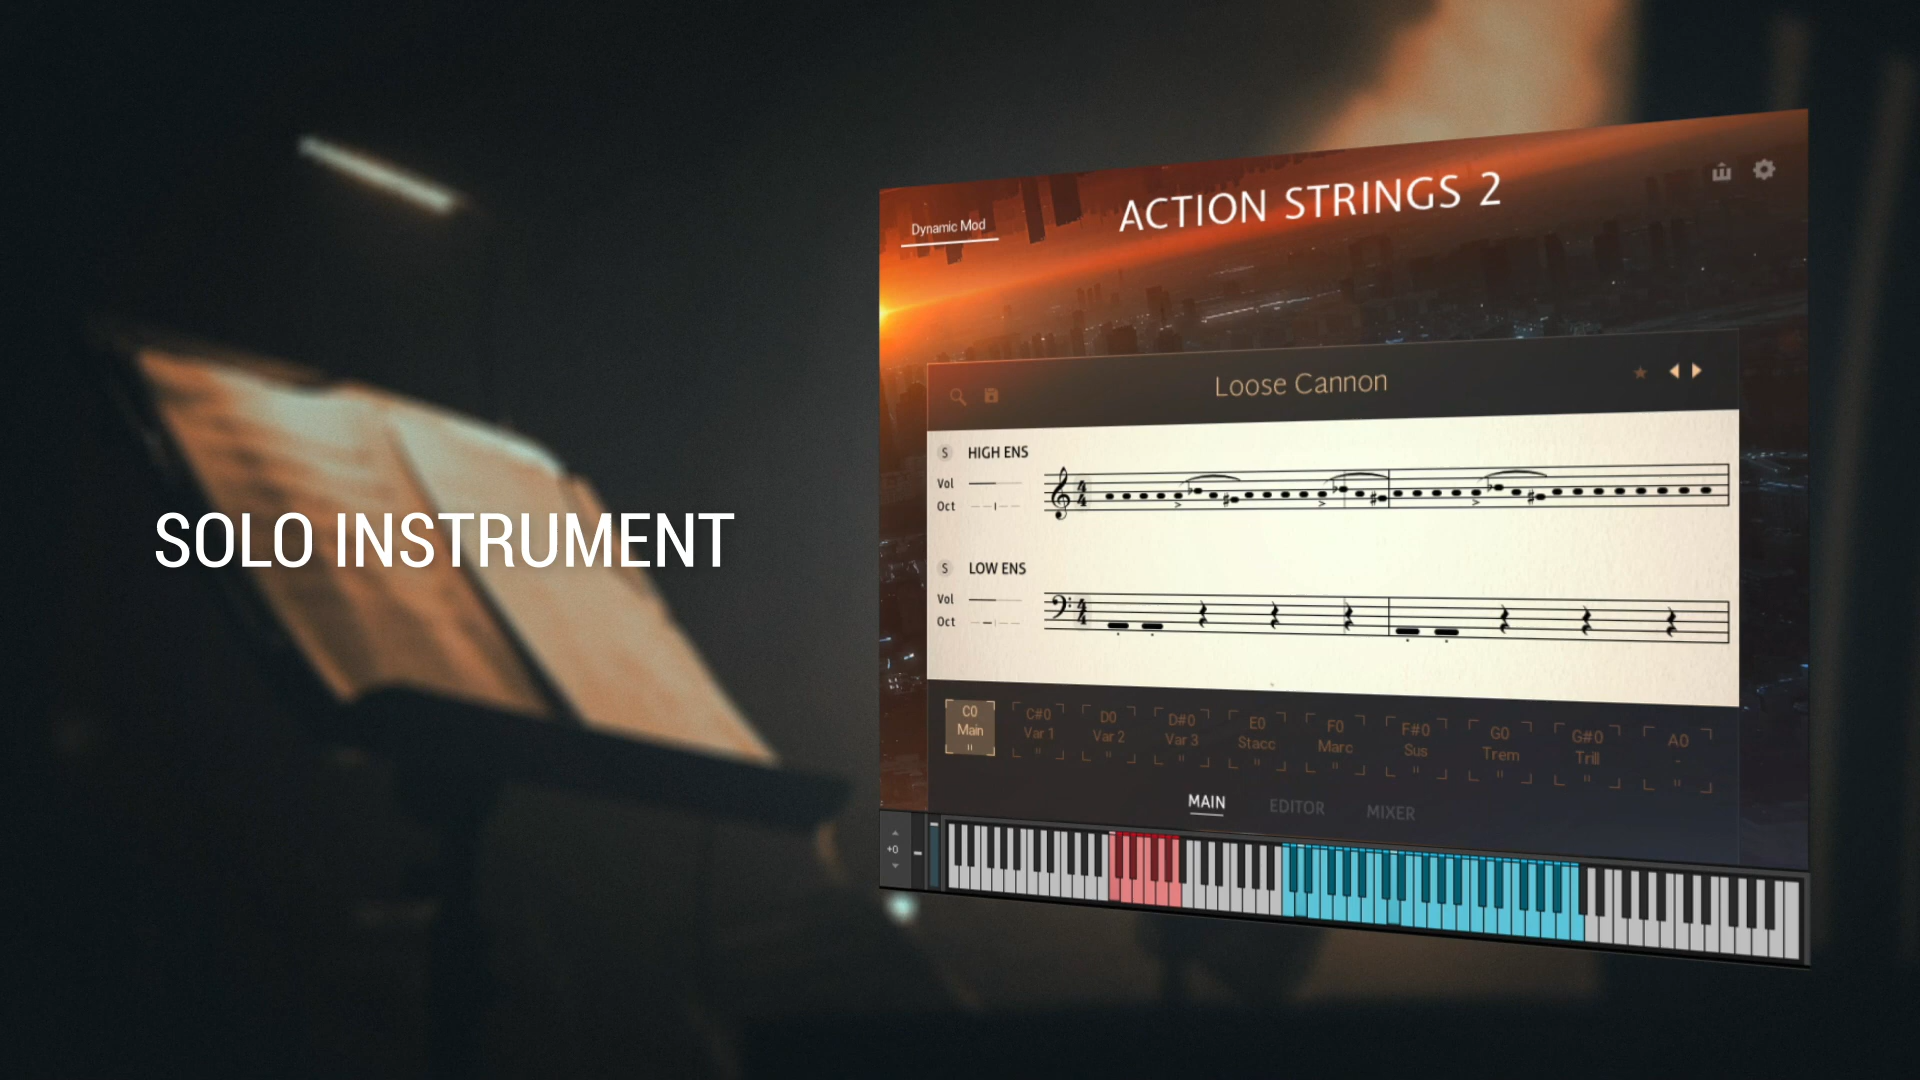 SOLO INSTRUMENT
Dynamic Mod
ACTION STRINGS 2
Loose Cannon
S HIGH ENS
Vol
Oct
S LOW ENS
Vol
Oct
C0 C#0 D0 D#0 E0 F0 F#0 G0 G#0 A0
Main Var 1 Var 2 Var 3 Stacc Marc Sus Trem Trill -
MAIN EDITOR MIXER
+0